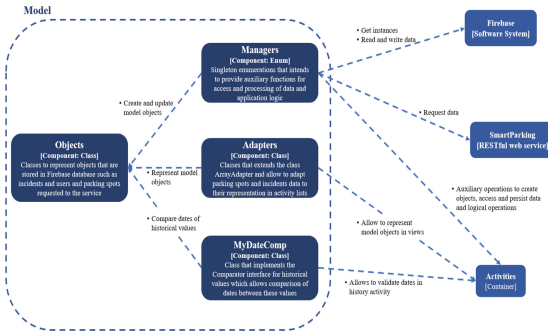 Model
Managers
[Component: Enum]
Singleton enumerations that intends
to provide auxiliary functions for
access and processing of data and
application logic
• Get instances
• Read and write data
Firebase
[Software System]
• Create and update
model objects
• Request data
SmartParking
[RESTful web service]
Objects
[Component: Class]
Classes to represent objects that are
stored in Firebase database such as
incidents and users and parking spots
requested to the service
• Represent model
objects
Adapters
[Component: Class]
Classes that extends the class
ArrayAdapter and allow to adapt
parking spots and incidents data to
their representation in activity lists
• Auxiliary operations to create
objects, access and persist data
and logical operations
• Compare dates of
historical values
• Allow to represent
model objects in views
MyDateComp
[Component: Class]
Class that implements the
Comparator interface for historical
values which allows comparison of
dates between these values
• Allows to validate dates in
history activity
Activities
[Container]